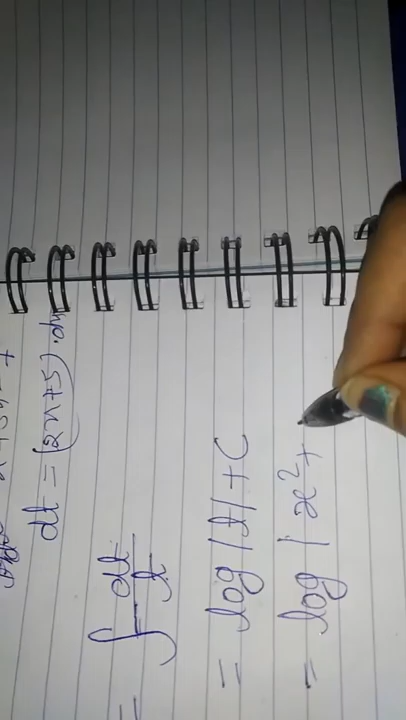 dt = (2x+5).dx
= ∫ dt/t
= log |t| + C
= log | x² +